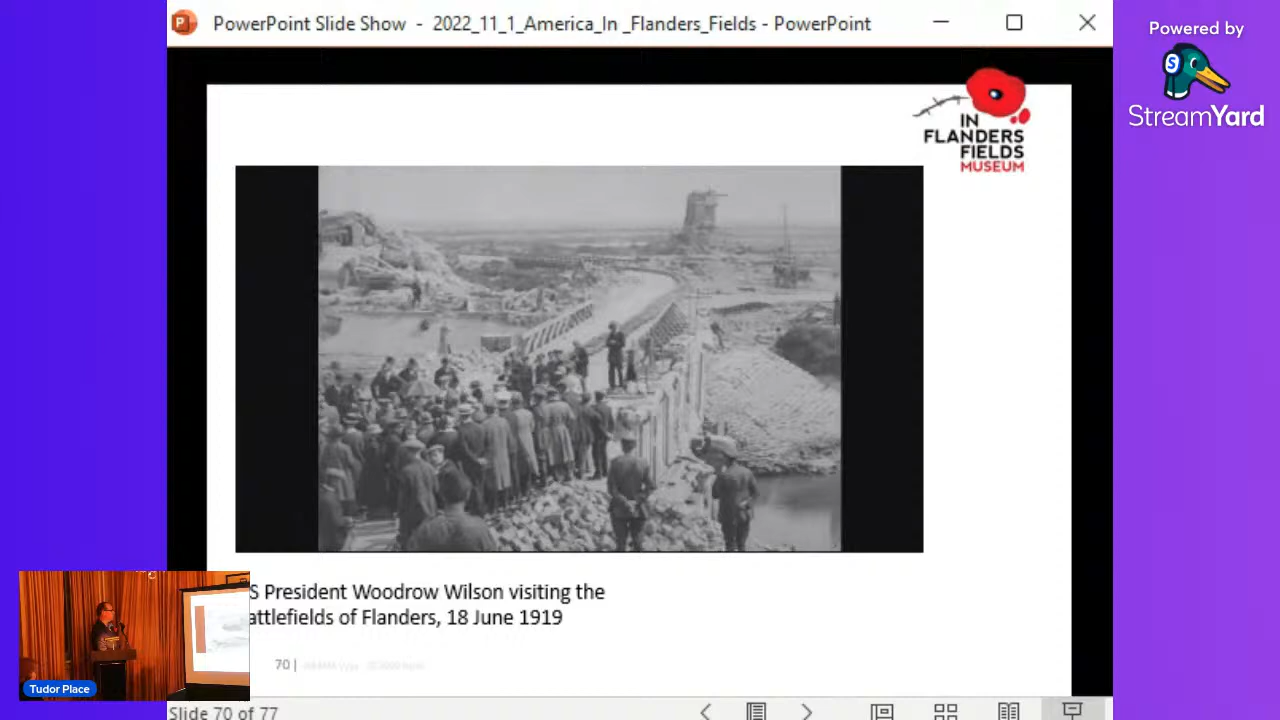 PowerPoint Slide Show - 2022_11_1_America_In _Flanders_Fields - PowerPoint
Powered by
StreamYard
IN
FLANDERS
FIELDS
MUSEUM
S President Woodrow Wilson visiting the
attlefields of Flanders, 18 June 1919
70 |
Tudor Place
Slide 70 of 77